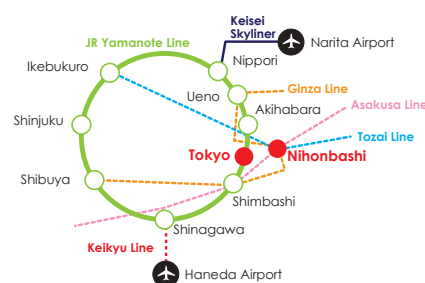 Keisei
Skyliner
Narita Airport
JR Yamanote Line
Nippori
Ikebukuro
Ueno
Ginza Line
Akihabara
Asakusa Line
Shinjuku
Tozai Line
Tokyo
Nihonbashi
Shibuya
Shimbashi
Shinagawa
Keikyu Line
Haneda Airport